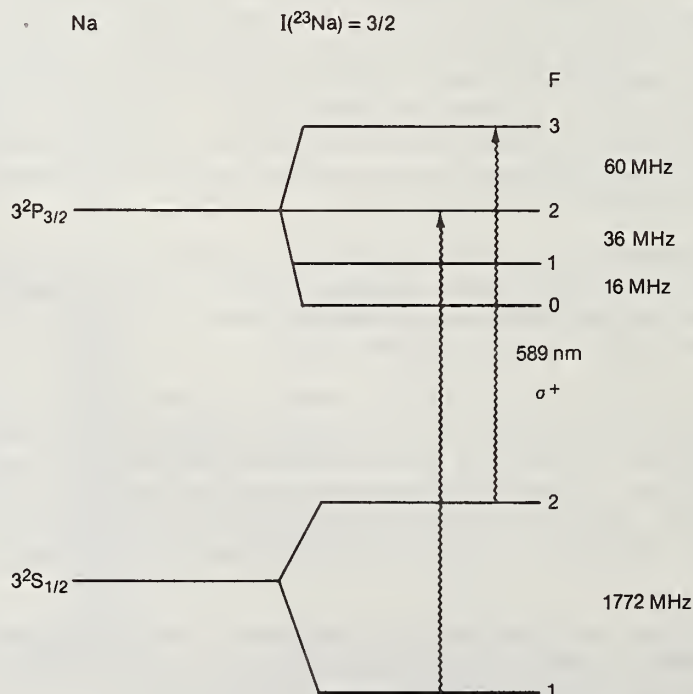 Na I(²³Na) = 3/2
F
3
60 MHz
3²P₃/₂ 2
36 MHz
1
16 MHz
0
589 nm
σ⁺
2
3²S₁/₂
1772 MHz
1